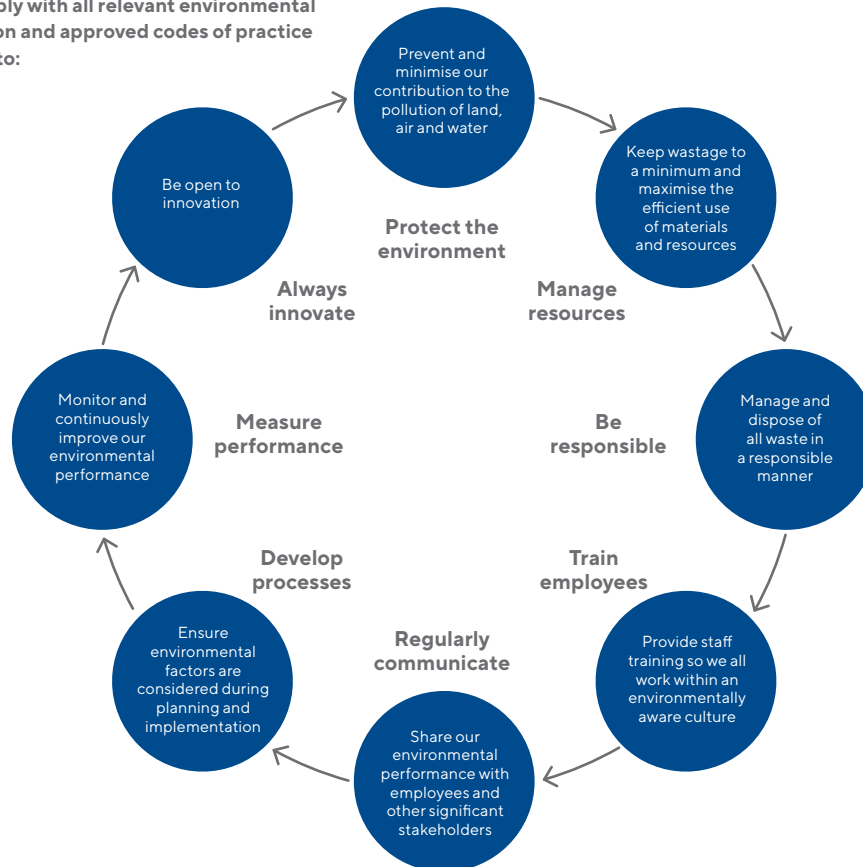 with all relevant environmental
and approved codes of practice
to:
Prevent and
minimise our
contribution to the
pollution of land,
air and water
Protect the
environment
Keep wastage to
a minimum and
maximise the
efficient use
of materials
and resources
Manage
resources
Manage and
dispose of
all waste in
a responsible
manner
Be
responsible
Provide staff
training so we all
work within an
environmentally
aware culture
Train
employees
Share our
environmental
performance with
employees and
other significant
stakeholders
Regularly
communicate
Ensure
environmental
factors are
considered during
planning and
implementation
Develop
processes
Monitor and
continuously
improve our
environmental
performance
Measure
performance
Be open to
innovation
Always
innovate